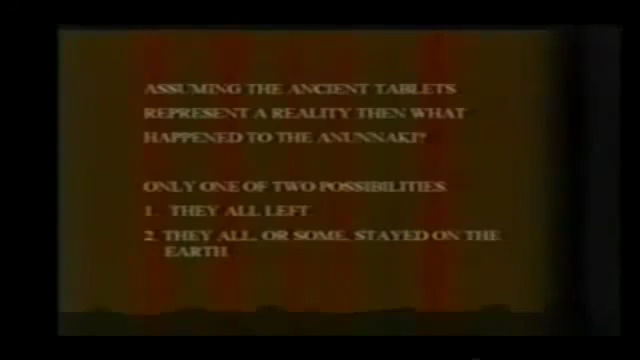 ASSUMING THE ANCIENT TABLETS
REPRESENT A REALITY THEN WHAT
HAPPENED TO THE ANUNNAKI?
ONLY ONE OF TWO POSSIBILITIES.
1. THEY ALL LEFT.
2. THEY ALL, OR SOME, STAYED ON THE
EARTH.